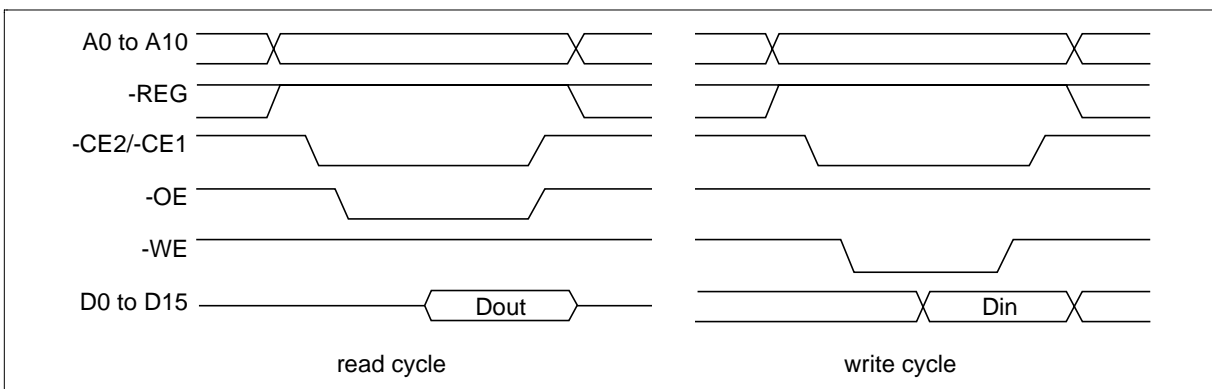 A0 to A10
-REG
-CE2/-CE1
-OE
-WE
D0 to D15
Dout
Din
read cycle
write cycle